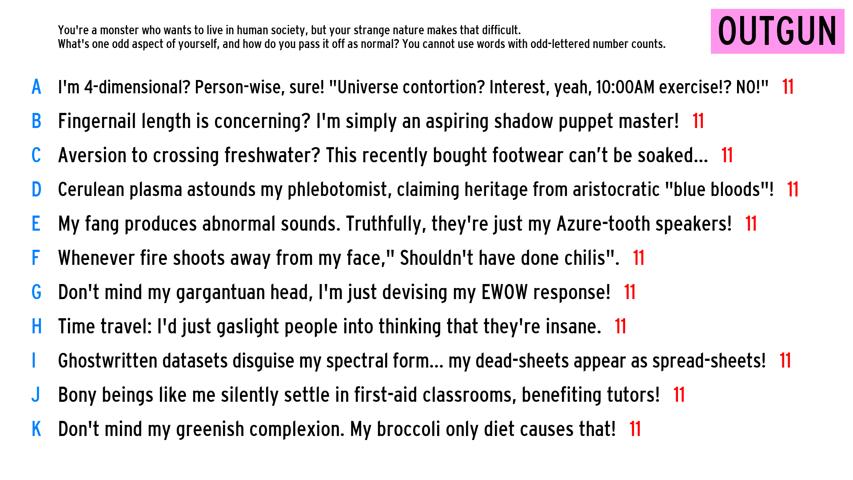 You're a monster who wants to live in human society, but your strange nature makes that difficult.
What's one odd aspect of yourself, and how do you pass it off as normal? You cannot use words with odd-lettered number counts.
OUTGUN
A I'm 4-dimensional? Person-wise, sure! "Universe contortion? Interest, yeah, 10:00AM exercise!? NO!" 11
B Fingernail length is concerning? I'm simply an aspiring shadow puppet master! 11
C Aversion to crossing freshwater? This recently bought footwear can't be soaked... 11
D Cerulean plasma astounds my phlebotomist, claiming heritage from aristocratic "blue bloods"! 11
E My fang produces abnormal sounds. Truthfully, they're just my Azure-tooth speakers! 11
F Whenever fire shoots away from my face," Shouldn't have done chilis". 11
G Don't mind my gargantuan head, I'm just devising my EWOW response! 11
H Time travel: I'd just gaslight people into thinking that they're insane. 11
I Ghostwritten datasets disguise my spectral form... my dead-sheets appear as spread-sheets! 11
J Bony beings like me silently settle in first-aid classrooms, benefiting tutors! 11
K Don't mind my greenish complexion. My broccoli only diet causes that! 11